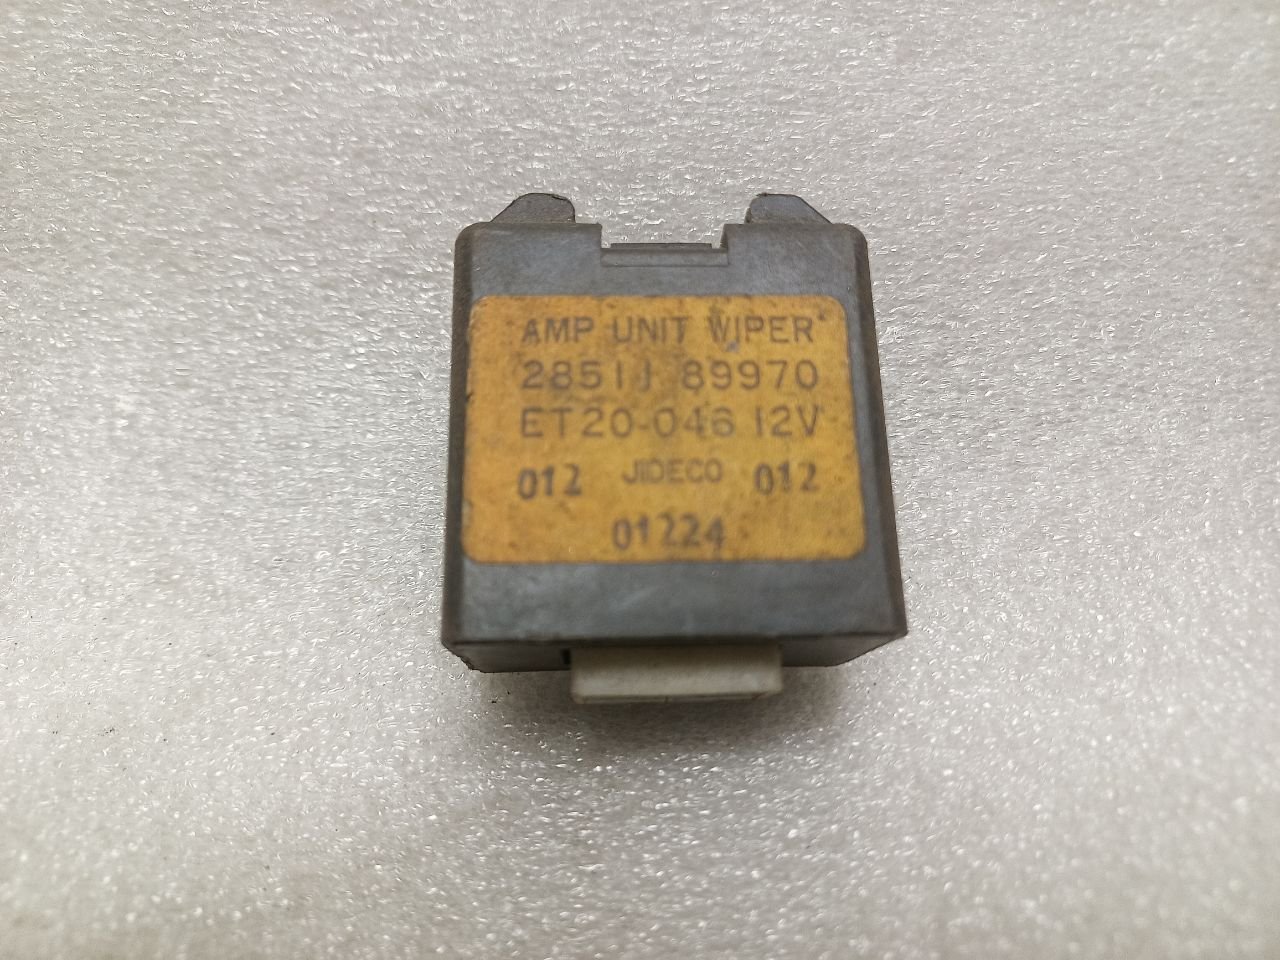 AMP UNIT WIPER
28511 89970
ET20-046 12V
012 JIDECO 012
01224